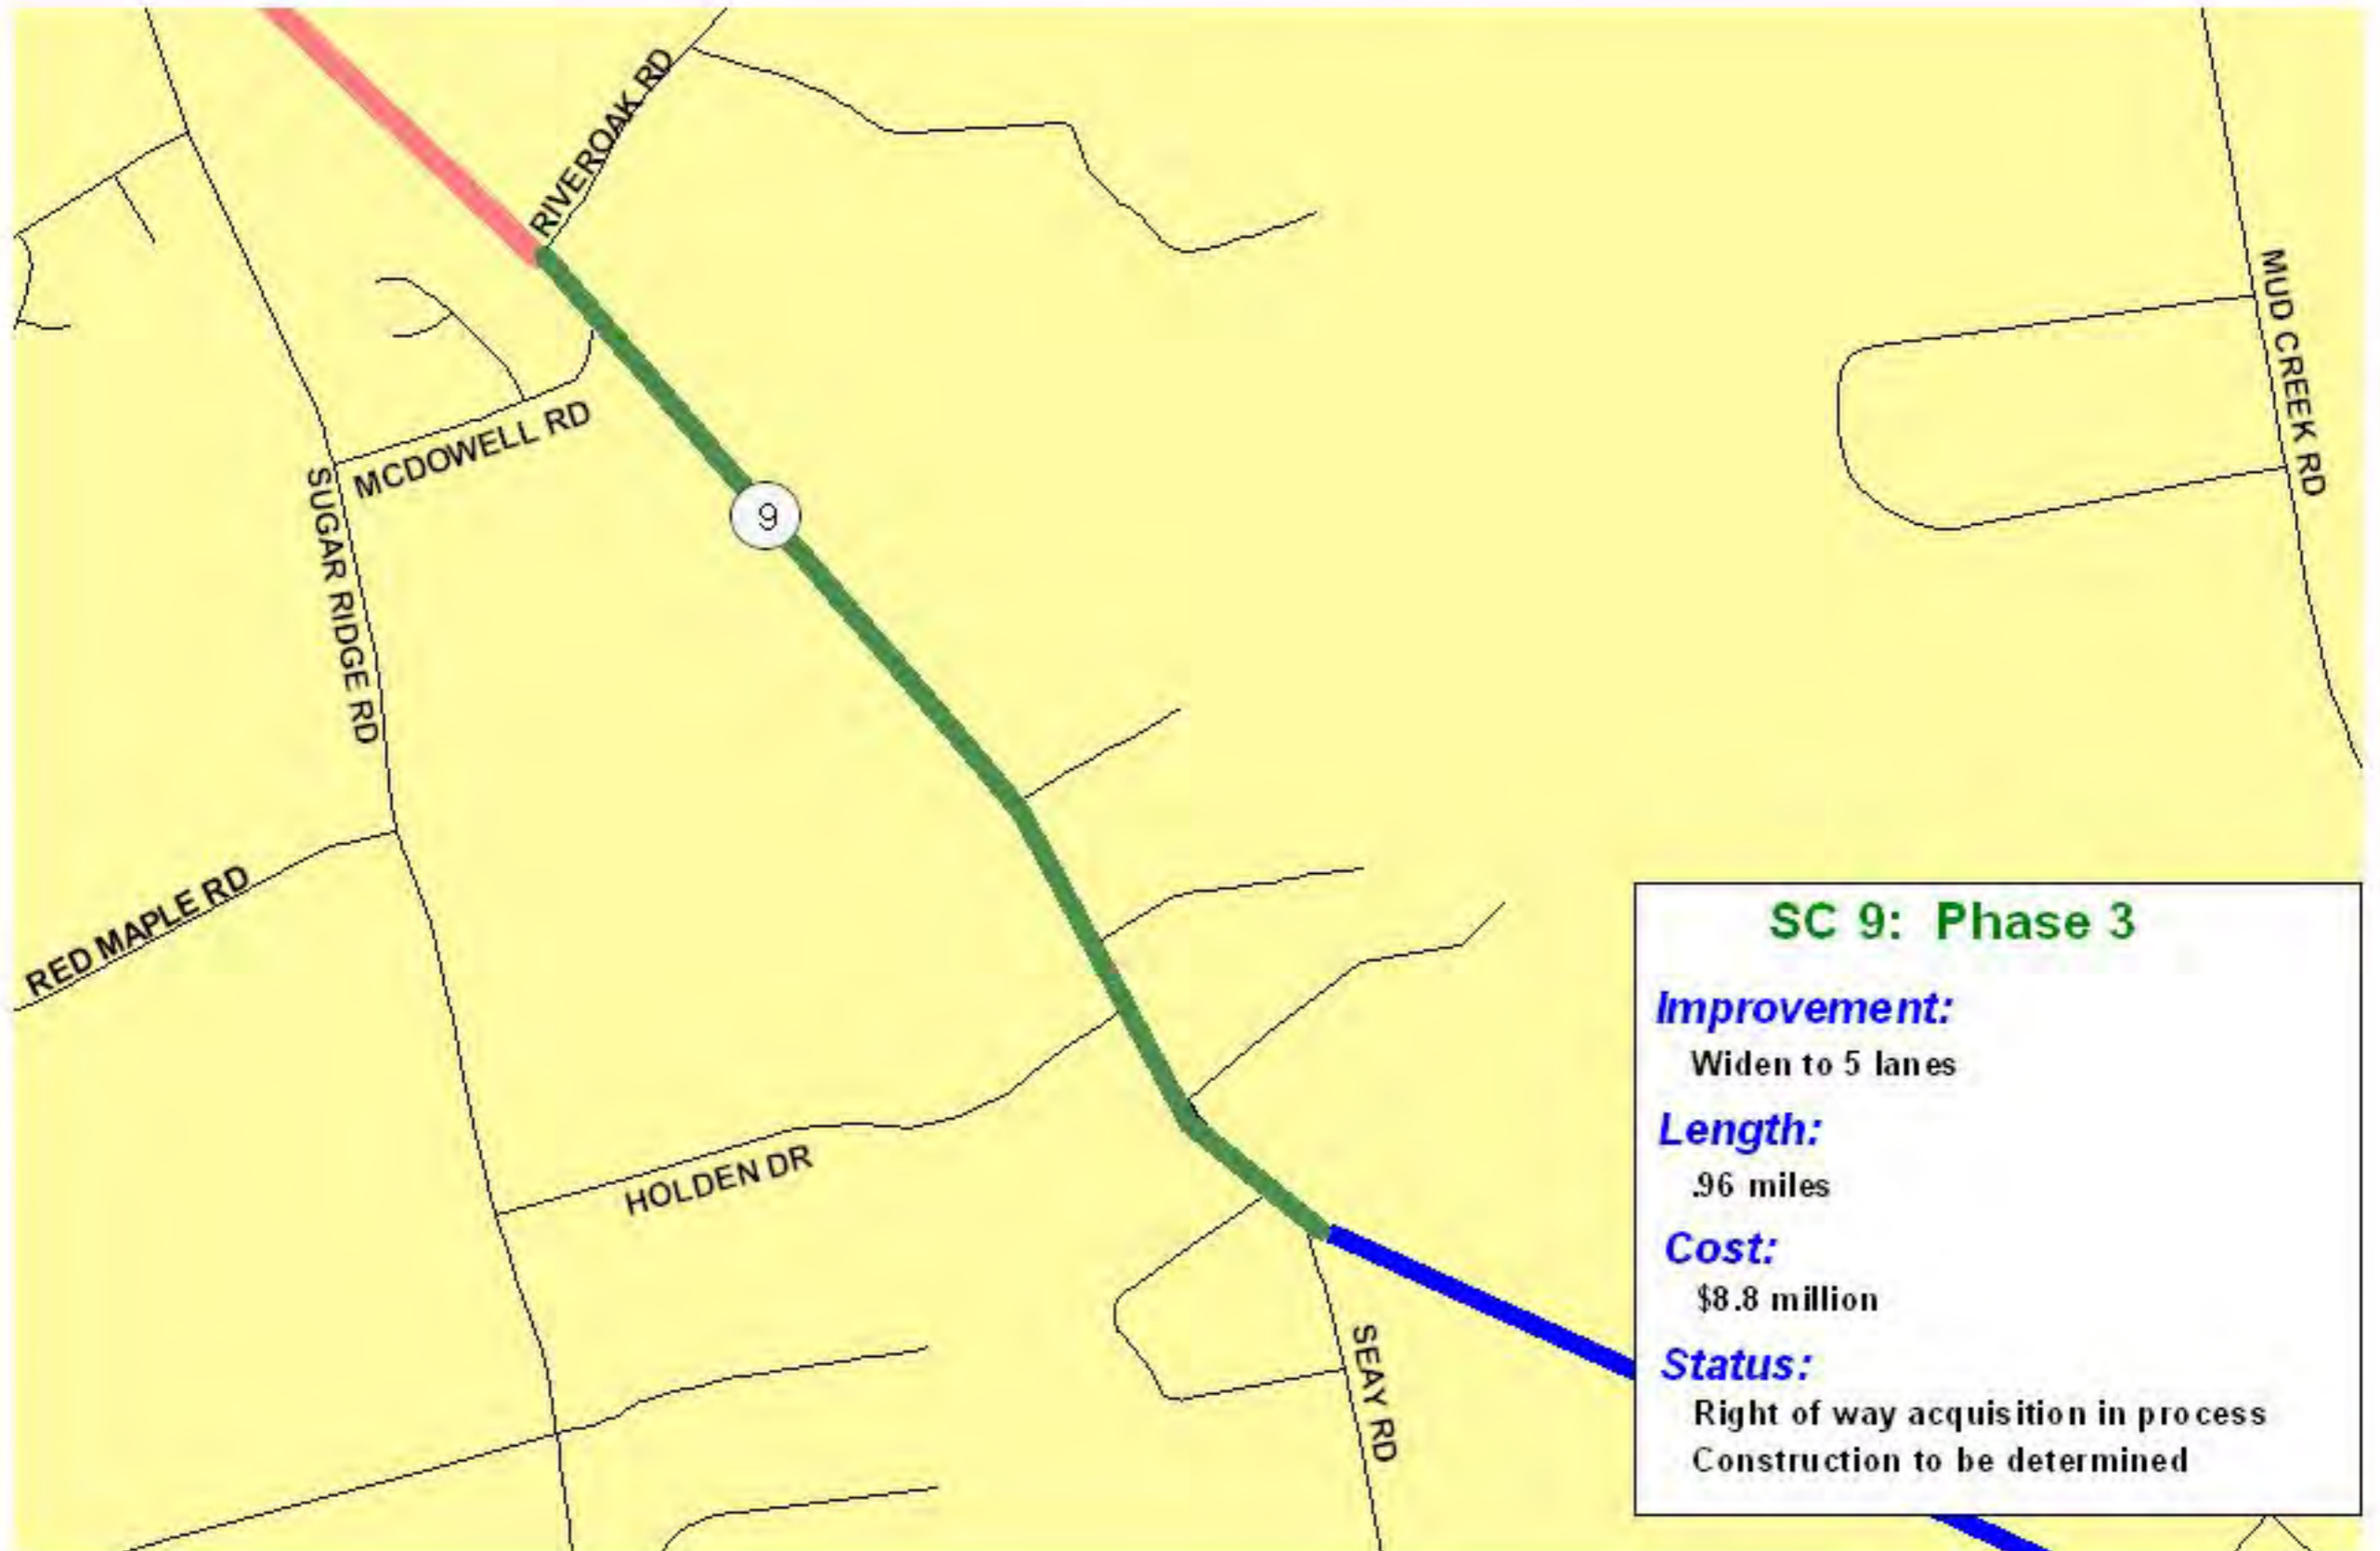 RIVEROAK RD
MUD CREEK RD
MCDOWELL RD
SUGAR RIDGE RD
9
RED MAPLE RD
HOLDEN DR
SEAY RD
SC 9: Phase 3
Improvement:
Widen to 5 lanes
Length:
.96 miles
Cost:
$8.8 million
Status:
Right of way acquisition in process
Construction to be determined